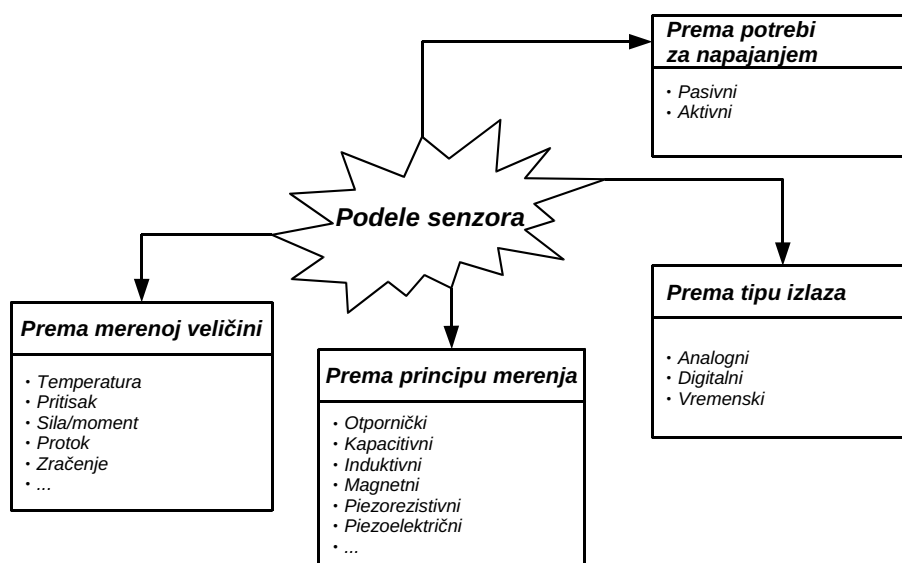 Prema potrebi
za napajanjem
• Pasivni
• Aktivni
Podele senzora
Prema tipu izlaza
• Analogni
• Digitalni
• Vremenski
Prema merenoj veličini
• Temperatura
• Pritisak
• Sila/moment
• Protok
• Zračenje
• ...
Prema principu merenja
• Otpornički
• Kapacitivni
• Induktivni
• Magnetni
• Piezorezistivni
• Piezoelektrični
• ...